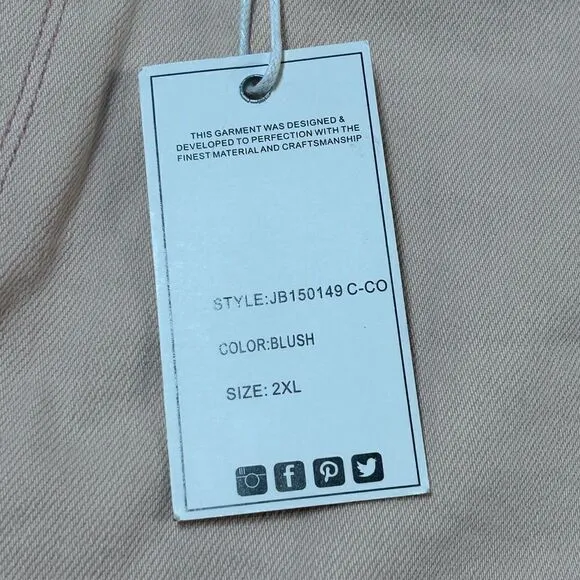 THIS GARMENT WAS DESIGNED &
DEVELOPED TO PERFECTION WITH THE
FINEST MATERIAL AND CRAFTSMANSHIP
STYLE:JB150149 C-CO
COLOR:BLUSH
SIZE: 2XL